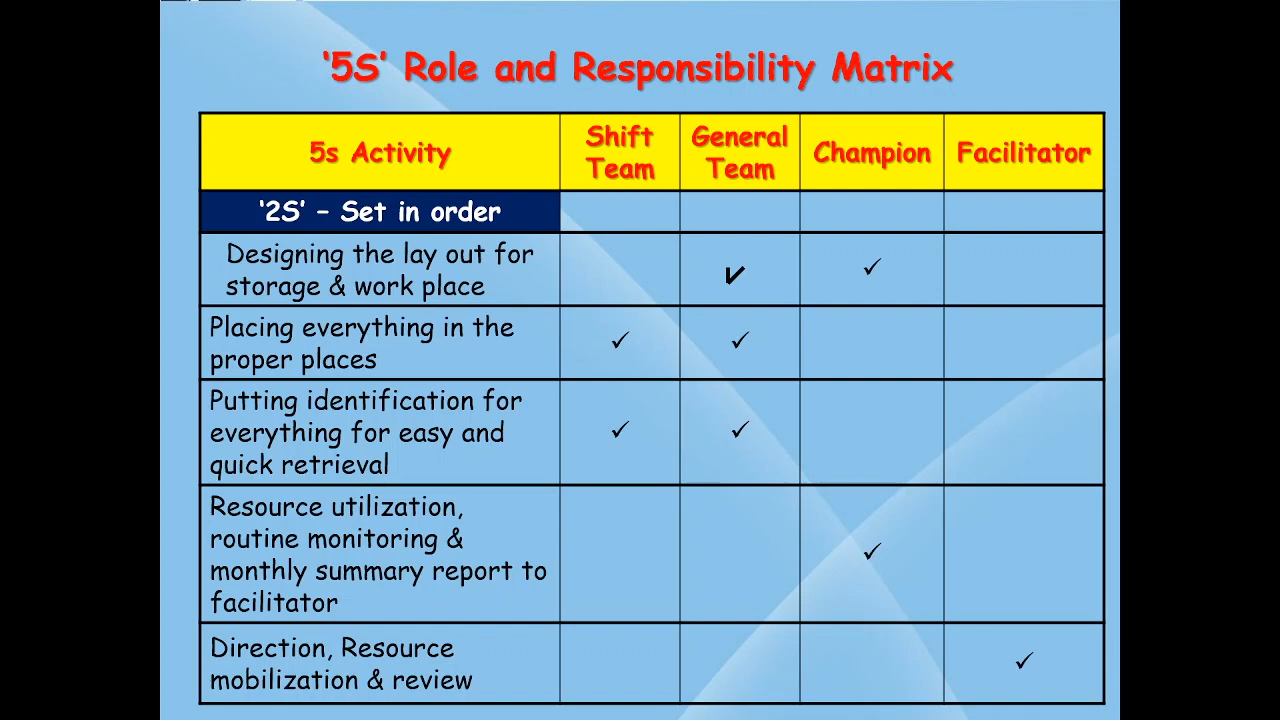 ‘5S’ Role and Responsibility Matrix
5s Activity
Shift
Team
General
Team
Champion
Facilitator
‘2S’ – Set in order
Designing the lay out for
storage & work place
✔
✓
Placing everything in the
proper places
✓
✓
Putting identification for
everything for easy and
quick retrieval
✓
✓
Resource utilization,
routine monitoring &
monthly summary report to
facilitator
✓
Direction, Resource
mobilization & review
✓